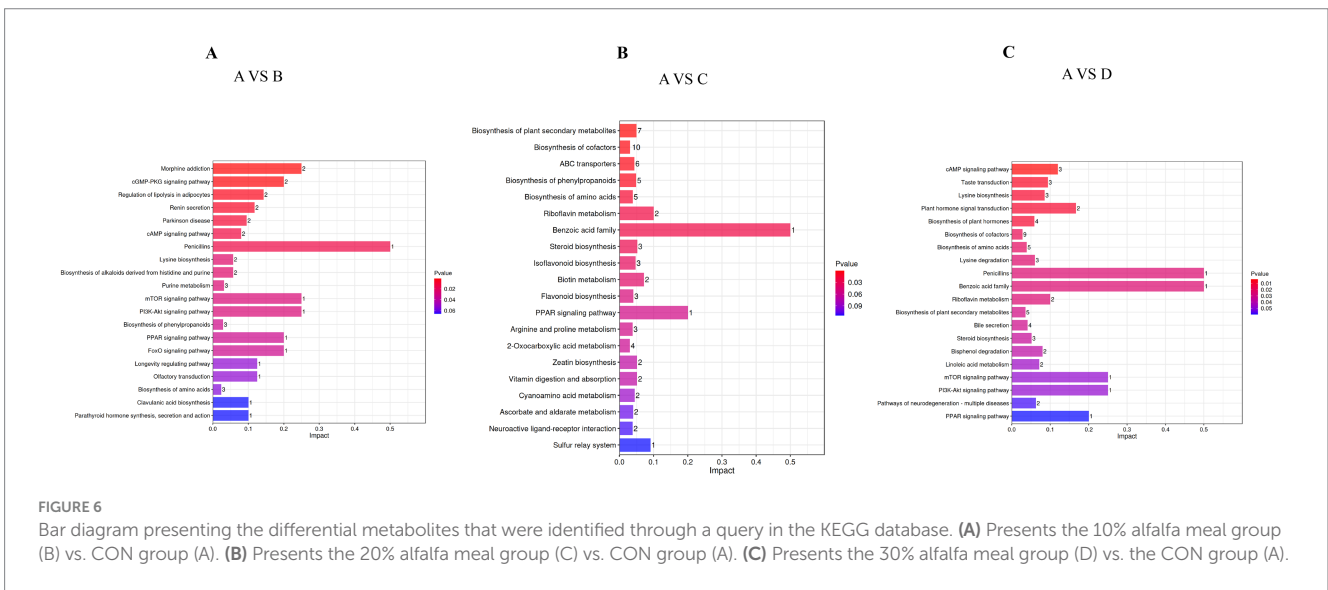 A
A VS B
Morphine addiction 2
cGMP-PKG signaling pathway 2
Regulation of lipolysis in adipocytes 2
Renin secretion 2
Parkinson disease 2
cAMP signaling pathway 2
Penicillins 1
Lysine biosynthesis 2
Biosynthesis of alkaloids derived from histidine and purine 2
Purine metabolism 3
mTOR signaling pathway 1
PI3K-Akt signaling pathway 1
Biosynthesis of phenylpropanoids 3
PPAR signaling pathway 1
FoxO signaling pathway 1
Longevity regulating pathway 1
Olfactory transduction 1
Biosynthesis of amino acids 3
Clavulanic acid biosynthesis 1
Parathyroid hormone synthesis, secretion and action 1
0.0 0.1 0.2 0.3 0.4 0.5
Impact
Pvalue
0.02
0.04
0.06
B
A VS C
Biosynthesis of plant secondary metabolites 7
Biosynthesis of cofactors 10
ABC transporters 6
Biosynthesis of phenylpropanoids 5
Biosynthesis of amino acids 5
Riboflavin metabolism 2
Benzoic acid family 1
Steroid biosynthesis 3
Isoflavonoid biosynthesis 3
Biotin metabolism 2
Flavonoid biosynthesis 3
PPAR signaling pathway 1
Arginine and proline metabolism 3
2-Oxocarboxylic acid metabolism 4
Zeatin biosynthesis 2
Vitamin digestion and absorption 2
Cyanoamino acid metabolism 2
Ascorbate and aldarate metabolism 2
Neuroactive ligand-receptor interaction 2
Sulfur relay system 1
0.0 0.1 0.2 0.3 0.4 0.5
Impact
Pvalue
0.03
0.06
0.09
C
A VS D
cAMP signaling pathway 3
Taste transduction 3
Lysine biosynthesis 3
Plant hormone signal transduction 2
Biosynthesis of plant hormones 4
Biosynthesis of cofactors 9
Biosynthesis of amino acids 5
Lysine degradation 3
Penicillins 1
Benzoic acid family 1
Riboflavin metabolism 2
Biosynthesis of plant secondary metabolites 5
Bile secretion 4
Steroid biosynthesis 3
Bisphenol degradation 2
Linoleic acid metabolism 2
mTOR signaling pathway 1
PI3K-Akt signaling pathway 1
Pathways of neurodegeneration - multiple diseases 2
PPAR signaling pathway 1
0.0 0.1 0.2 0.3 0.4 0.5
Impact
Pvalue
0.01
0.02
0.03
0.04
0.05
FIGURE 6
Bar diagram presenting the differential metabolites that were identified through a query in the KEGG database. (A) Presents the 10% alfalfa meal group
(B) vs. CON group (A). (B) Presents the 20% alfalfa meal group (C) vs. CON group (A). (C) Presents the 30% alfalfa meal group (D) vs. the CON group (A).